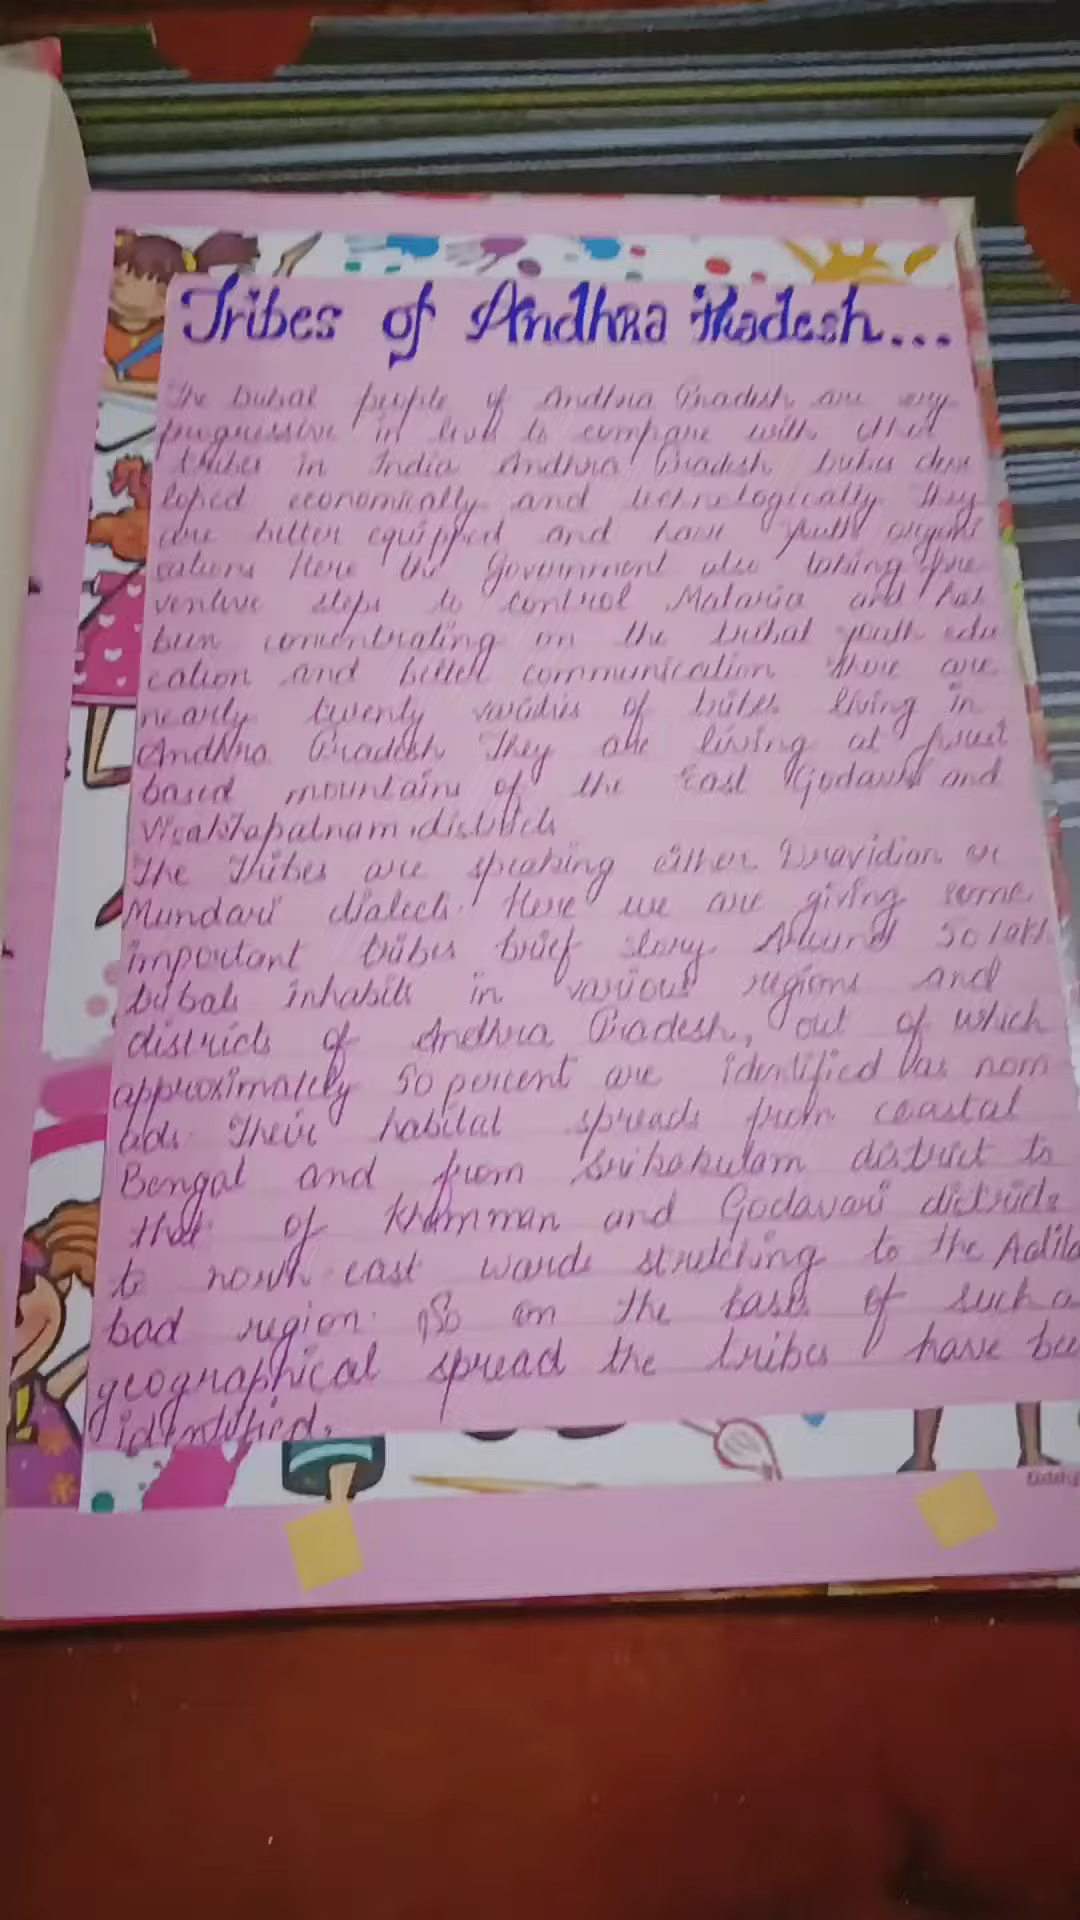 Tribes of Andhra Pradesh...
The tribal people of Andhra Pradesh are very
progressive in level to compare with other
tribes in India Andhra Pradesh tribes deve
loped economically and technologically They
are better equipped and have youth organi
zations Here the Government also taking pre
ventive steps to control Malaria and has
been concentrating on the tribal youth edu
cation and better communication There are
nearly twenty varieties of tribes living in
Andhra Pradesh They are living at forest
based mountains of the East Godavari and
Visakhapatnam districts
The Tribes are speaking either Dravidian or
Mundari dialects. Here we are giving some
important tribes brief story Around 50 lakh
tribals inhabits in various regions and
districts of Andhra Pradesh, out of which
approximately 50 percent are identified as nom
ads. Their habitat spreads from coastal
Bengal and from Srikakulam district to
that of Khamman and Godavari districts
to north-east wards stretching to the Adila
bad region. So on the basis of such a
geographical spread the tribes have bee
identified.